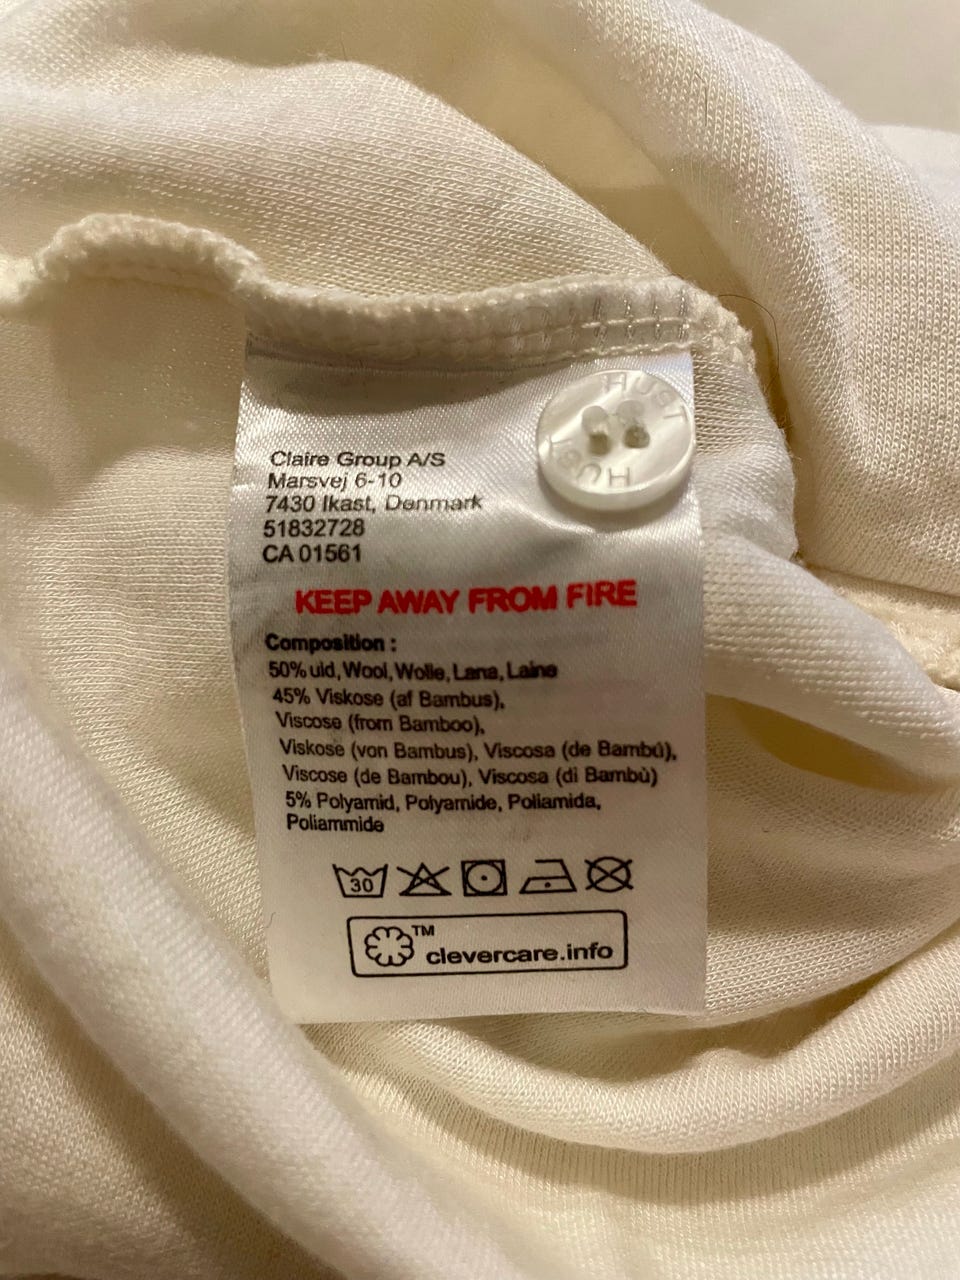 HUST
HUST
Claire Group A/S
Marsvej 6-10
7430 Ikast, Denmark
51832728
CA 01561
KEEP AWAY FROM FIRE
Composition :
50% uld, Wool, Wolle, Lana, Laine
45% Viskose (af Bambus),
Viscose (from Bamboo),
Viskose (von Bambus), Viscosa (de Bambú),
Viscose (de Bambou), Viscosa (di Bambù)
5% Polyamid, Polyamide, Poliamida,
Poliammide
30
TM
clevercare.info